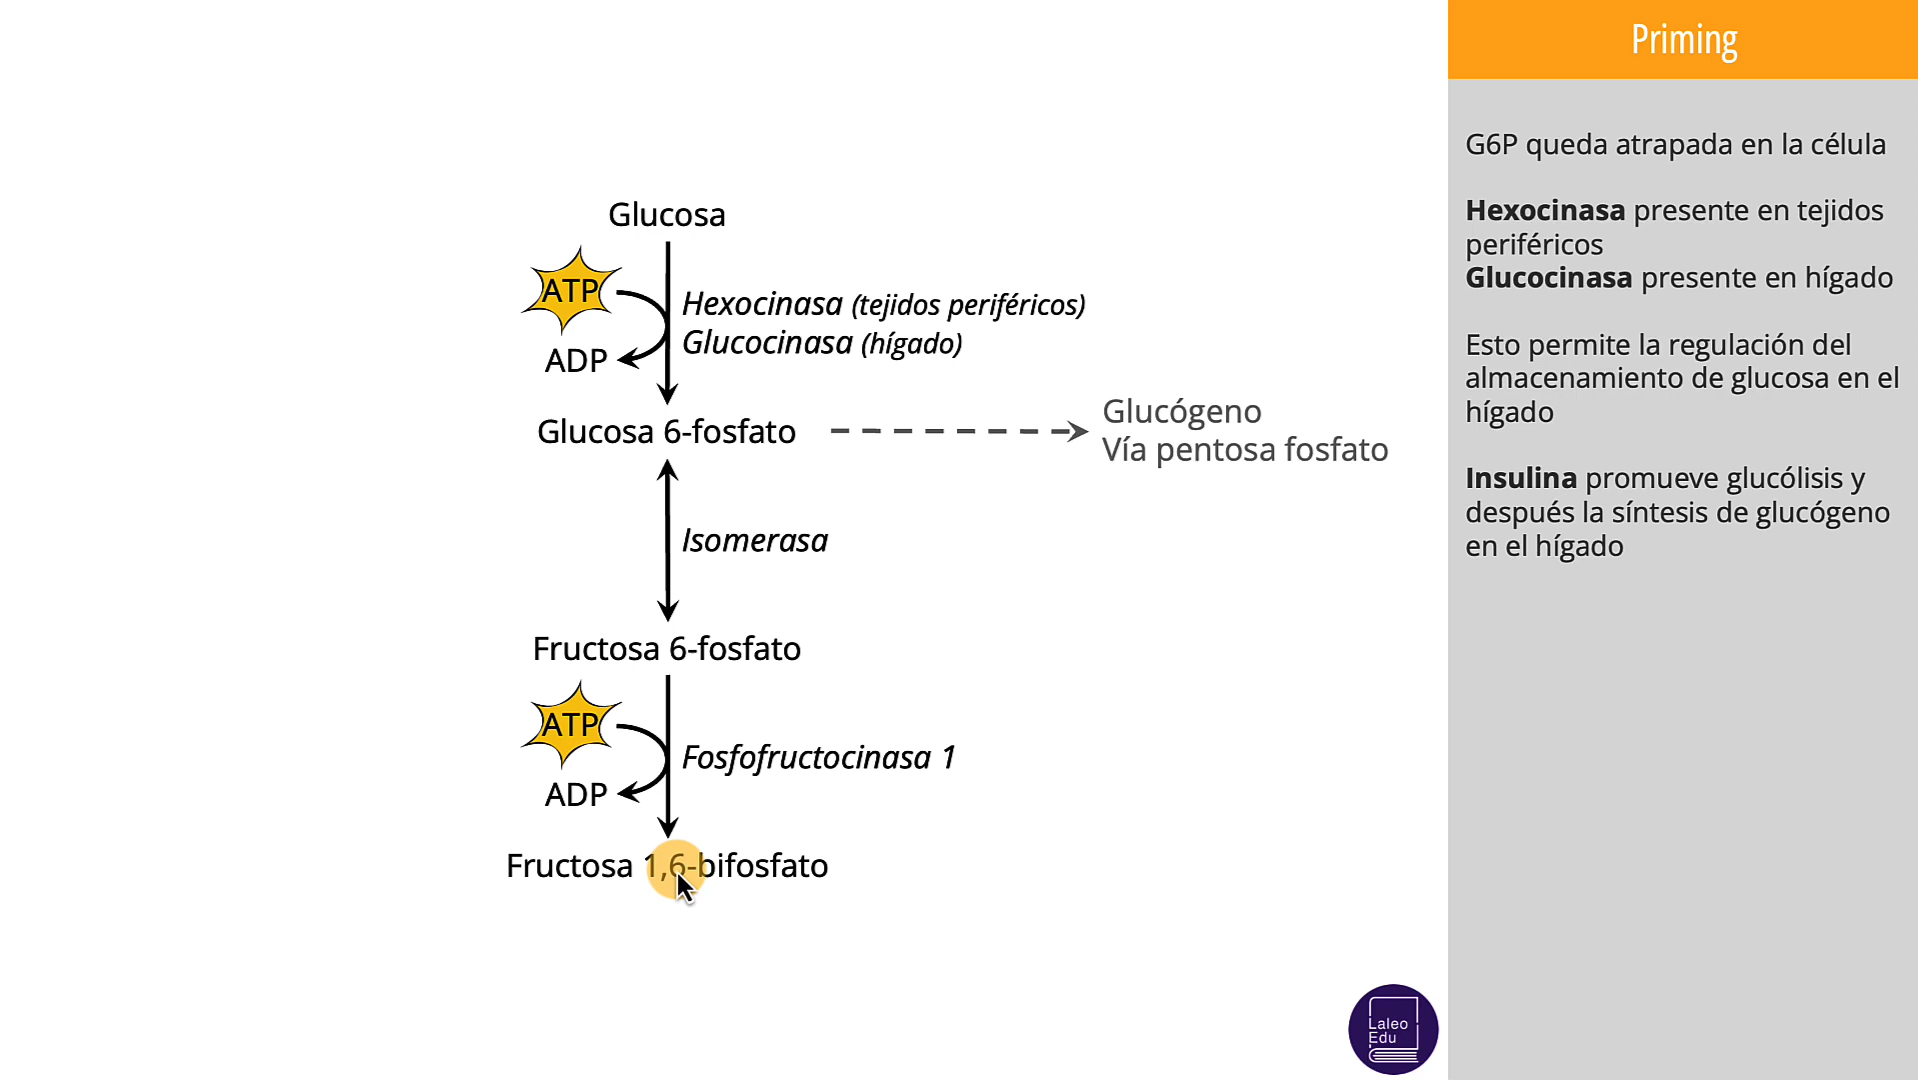 Priming
G6P queda atrapada en la célula
Hexocinasa presente en tejidos
periféricos
Glucocinasa presente en hígado
Esto permite la regulación del
almacenamiento de glucosa en el
hígado
Insulina promueve glucólisis y
después la síntesis de glucógeno
en el hígado
Glucosa
ATP
Hexocinasa (tejidos periféricos)
Glucocinasa (hígado)
ADP
Glucosa 6-fosfato
Glucógeno
Vía pentosa fosfato
Isomerasa
Fructosa 6-fosfato
ATP
Fosfofructocinasa 1
ADP
Fructosa 1,6-bifosfato
Laleo
Edu